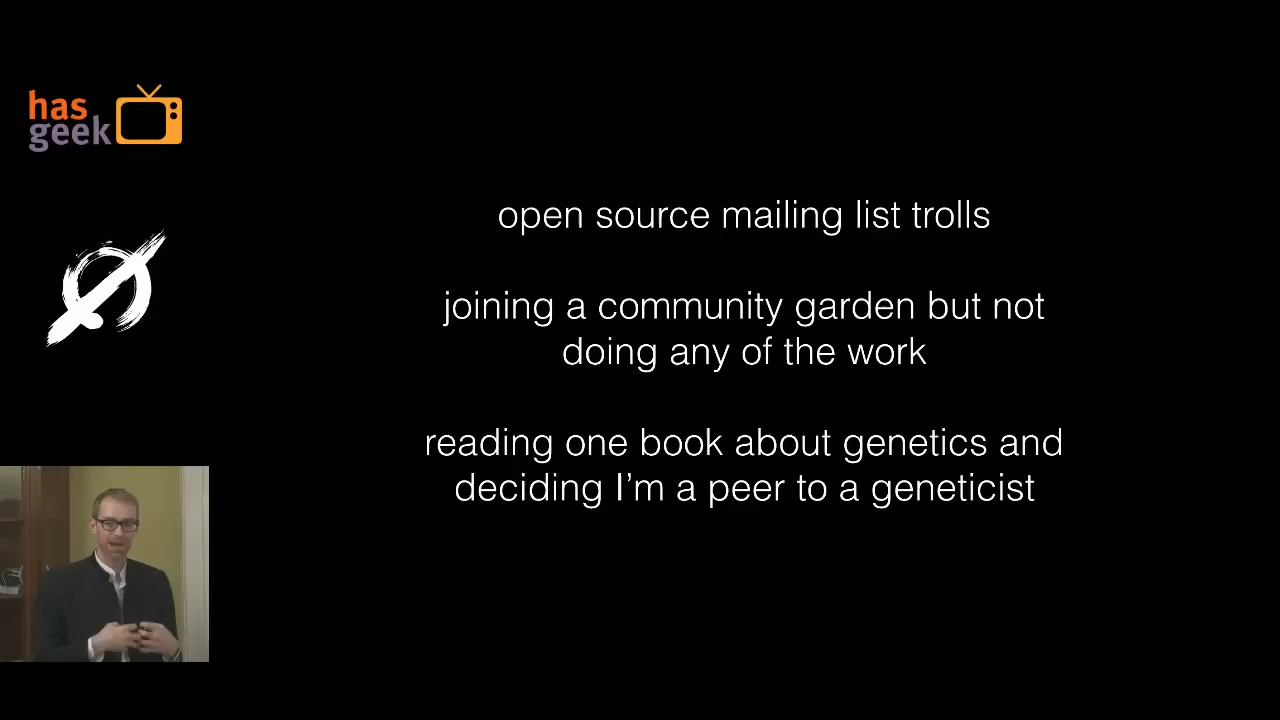 has
geek
open source mailing list trolls
joining a community garden but not
doing any of the work
reading one book about genetics and
deciding I'm a peer to a geneticist